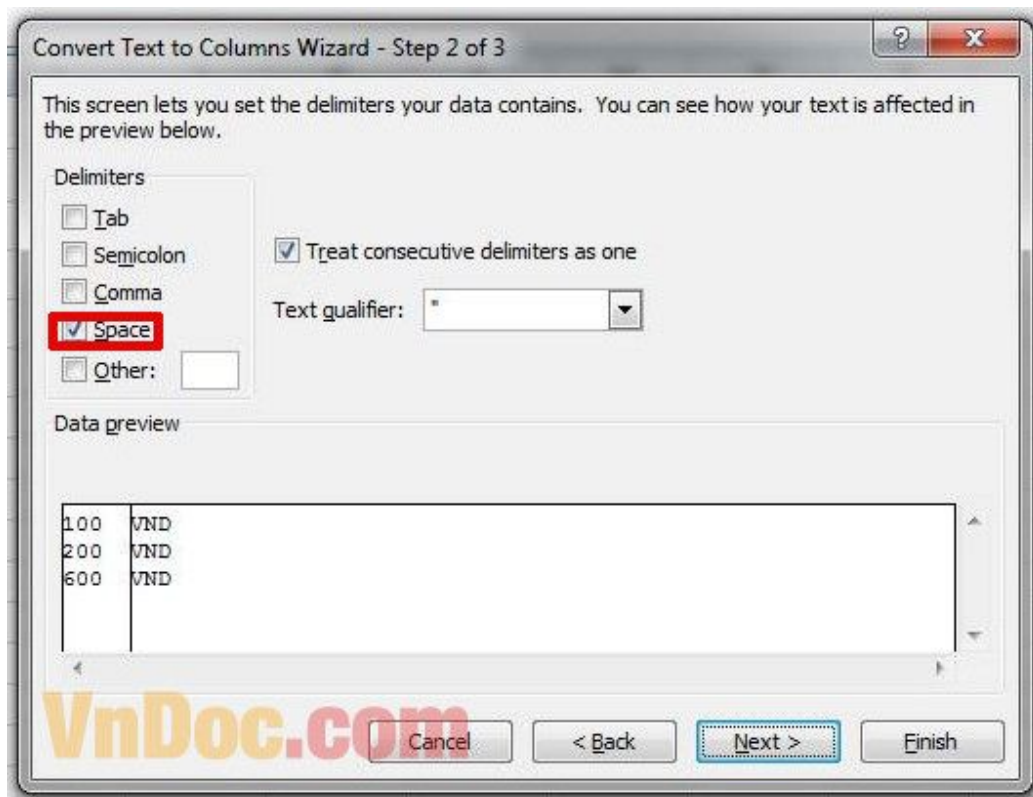 Convert Text to Columns Wizard - Step 2 of 3
This screen lets you set the delimiters your data contains. You can see how your text is affected in
the preview below.
Delimiters
Tab
Semicolon
Comma
Space
Other:
Treat consecutive delimiters as one
Text qualifier: "
Data preview
100 VND
200 VND
600 VND
VnDoc.com
Cancel < Back Next > Finish